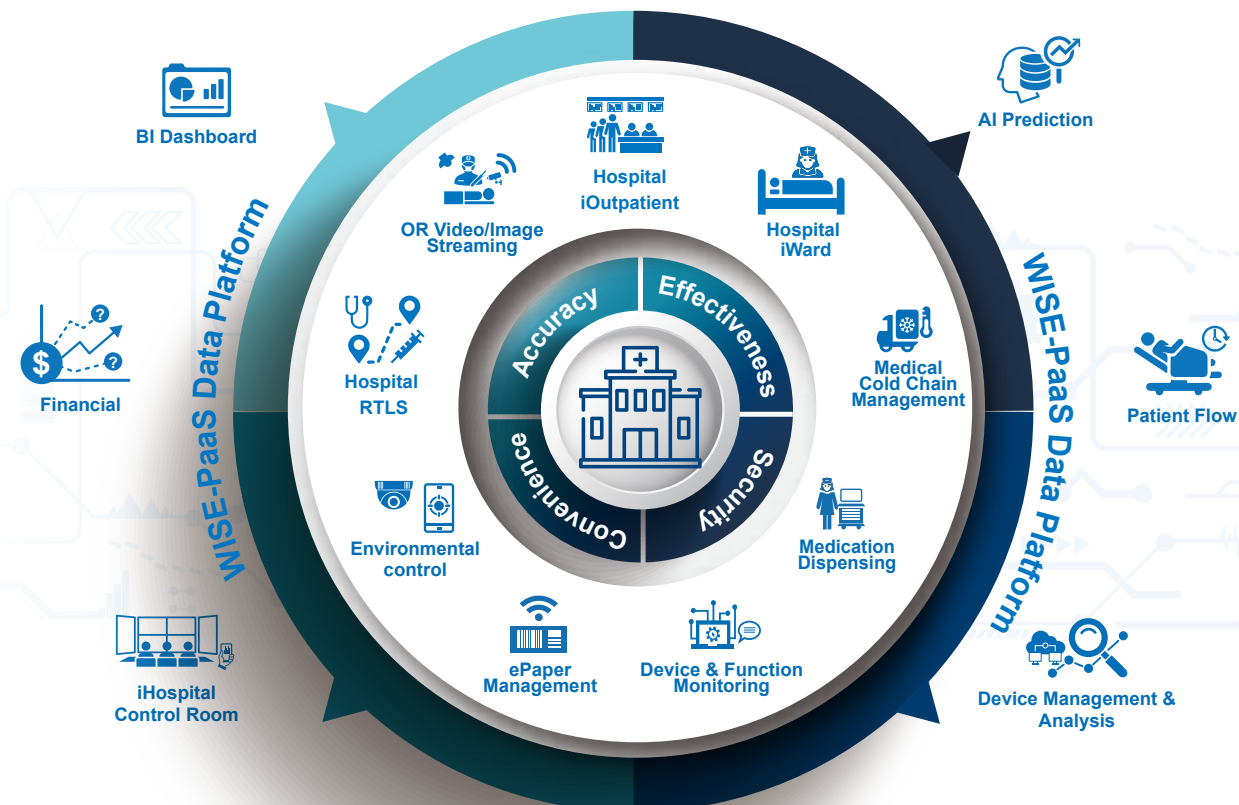 BI Dashboard
AI Prediction
Hospital
iOutpatient
OR Video/Image
Streaming
Hospital
iWard
WISE-PaaS Data Platform
WISE-PaaS Data Platform
Accuracy
Effectiveness
Security
Convenience
Financial
Hospital
RTLS
Medical
Cold Chain
Management
Patient Flow
Environmental
control
Medication
Dispensing
ePaper
Management
Device & Function
Monitoring
iHospital
Control Room
Device Management &
Analysis